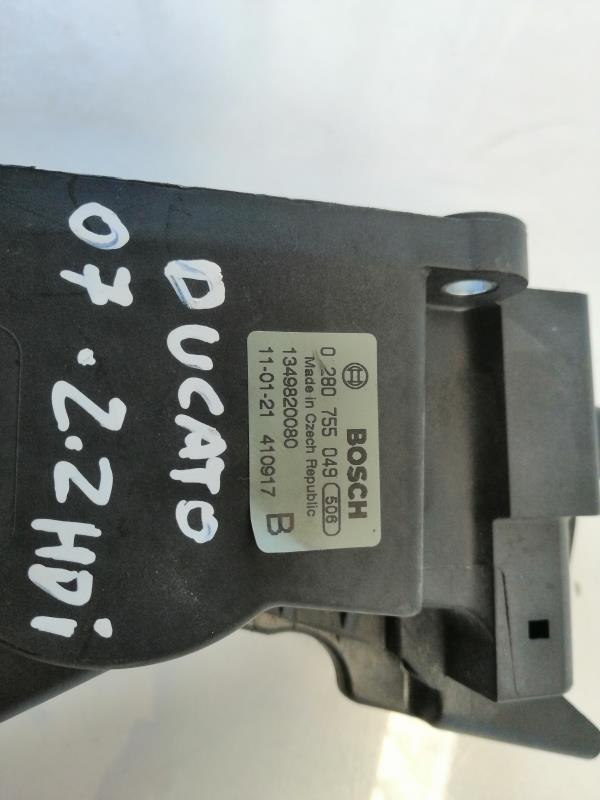 DUCATO
07 . 2.2 HDi
BOSCH
0 280 755 049 506
Made in Czech Republic
1349820080
11-01-21 410917 B